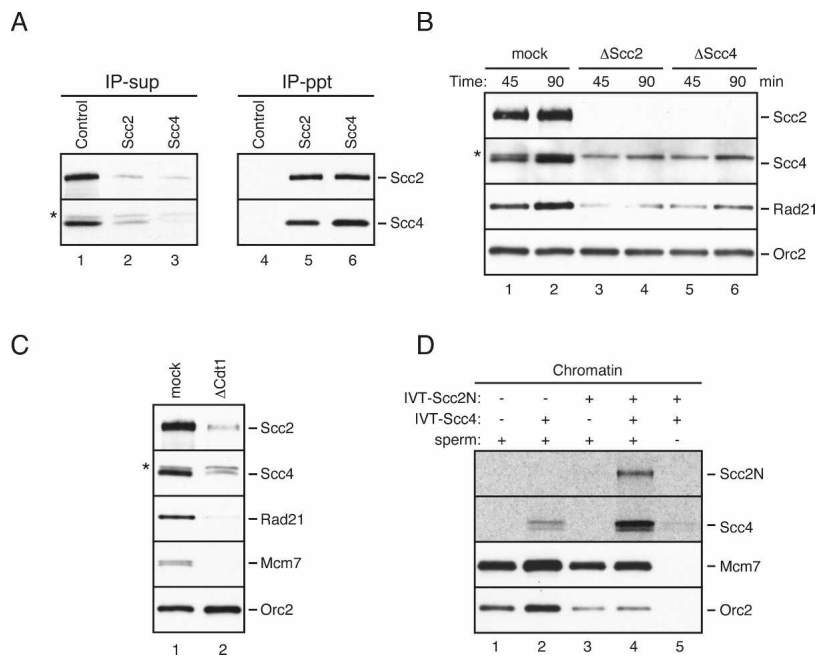 A
IP-sup
IP-ppt
Control
Scc2
Scc4
Control
Scc2
Scc4
Scc2
*
Scc4
1 2 3 4 5 6
B
mock ΔScc2 ΔScc4
Time: 45 90 45 90 45 90 min
Scc2
*
Scc4
Rad21
Orc2
1 2 3 4 5 6
C
mock
ΔCdt1
Scc2
*
Scc4
Rad21
Mcm7
Orc2
1 2
D
Chromatin
IVT-Scc2N: - - + + +
IVT-Scc4: - + - + +
sperm: + + + + -
Scc2N
Scc4
Mcm7
Orc2
1 2 3 4 5